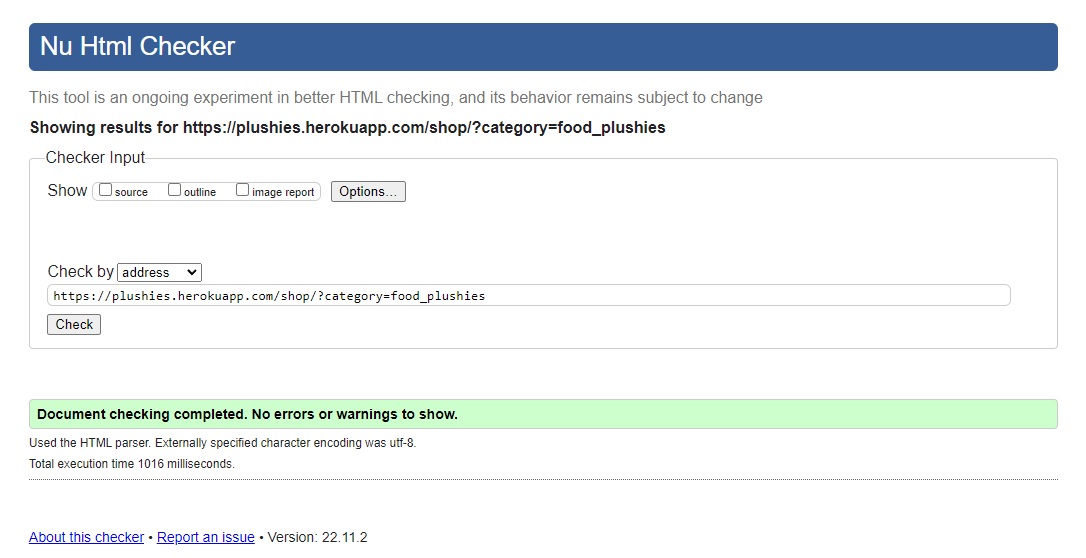 Nu Html Checker
This tool is an ongoing experiment in better HTML checking, and its behavior remains subject to change
Showing results for https://plushies.herokuapp.com/shop/?category=food_plushies
Checker Input
Show source outline image report Options...
Check by address
https://plushies.herokuapp.com/shop/?category=food_plushies
Check
Document checking completed. No errors or warnings to show.
Used the HTML parser. Externally specified character encoding was utf-8.
Total execution time 1016 milliseconds.
About this checker • Report an issue • Version: 22.11.2